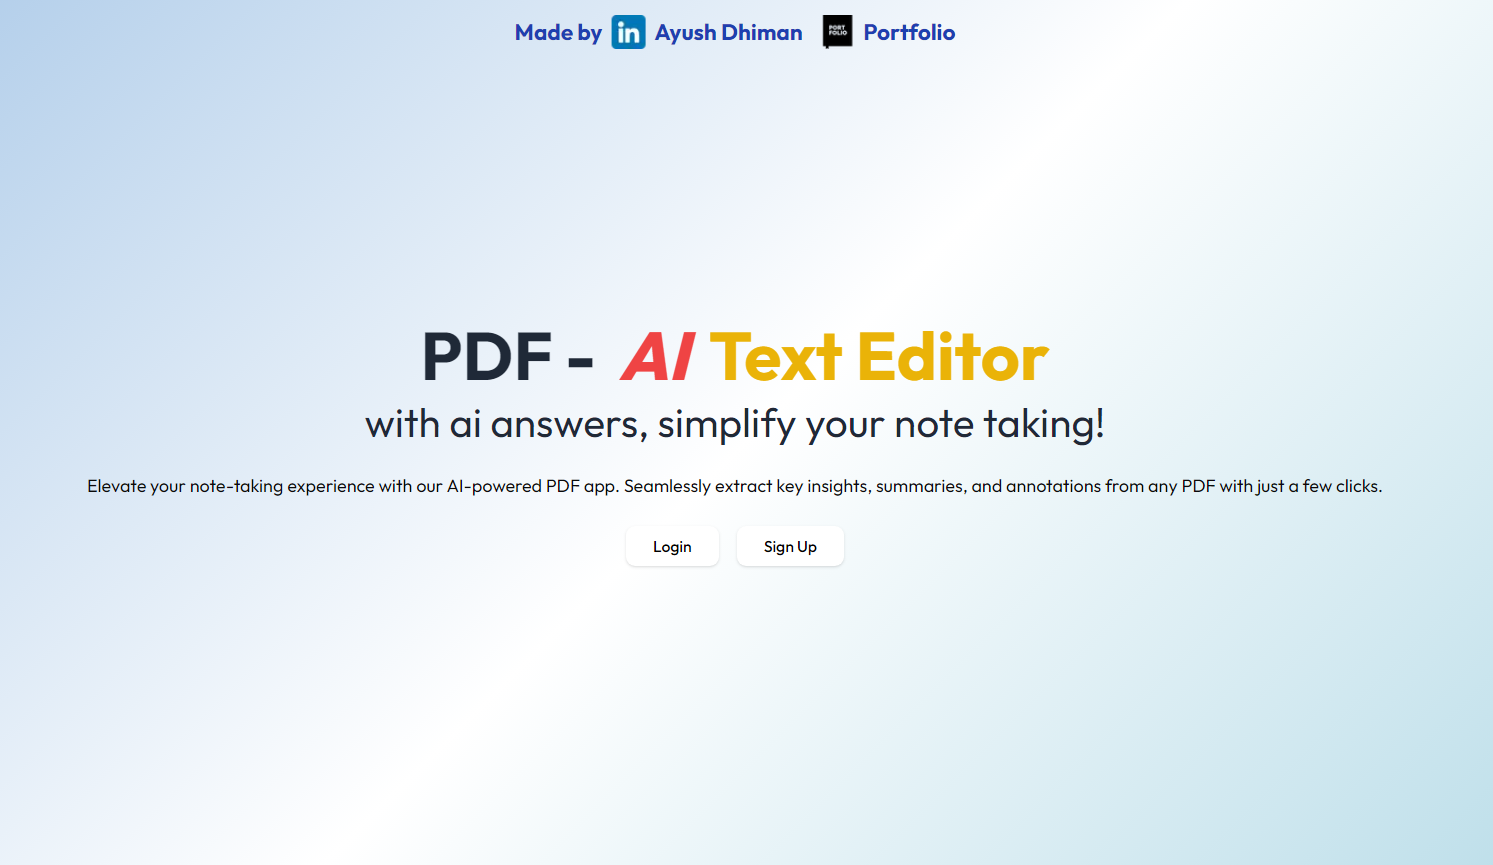 Made by in Ayush Dhiman PORT FOLIO Portfolio
PDF - AI Text Editor
with ai answers, simplify your note taking!
Elevate your note-taking experience with our AI-powered PDF app. Seamlessly extract key insights, summaries, and annotations from any PDF with just a few clicks.
Login Sign Up